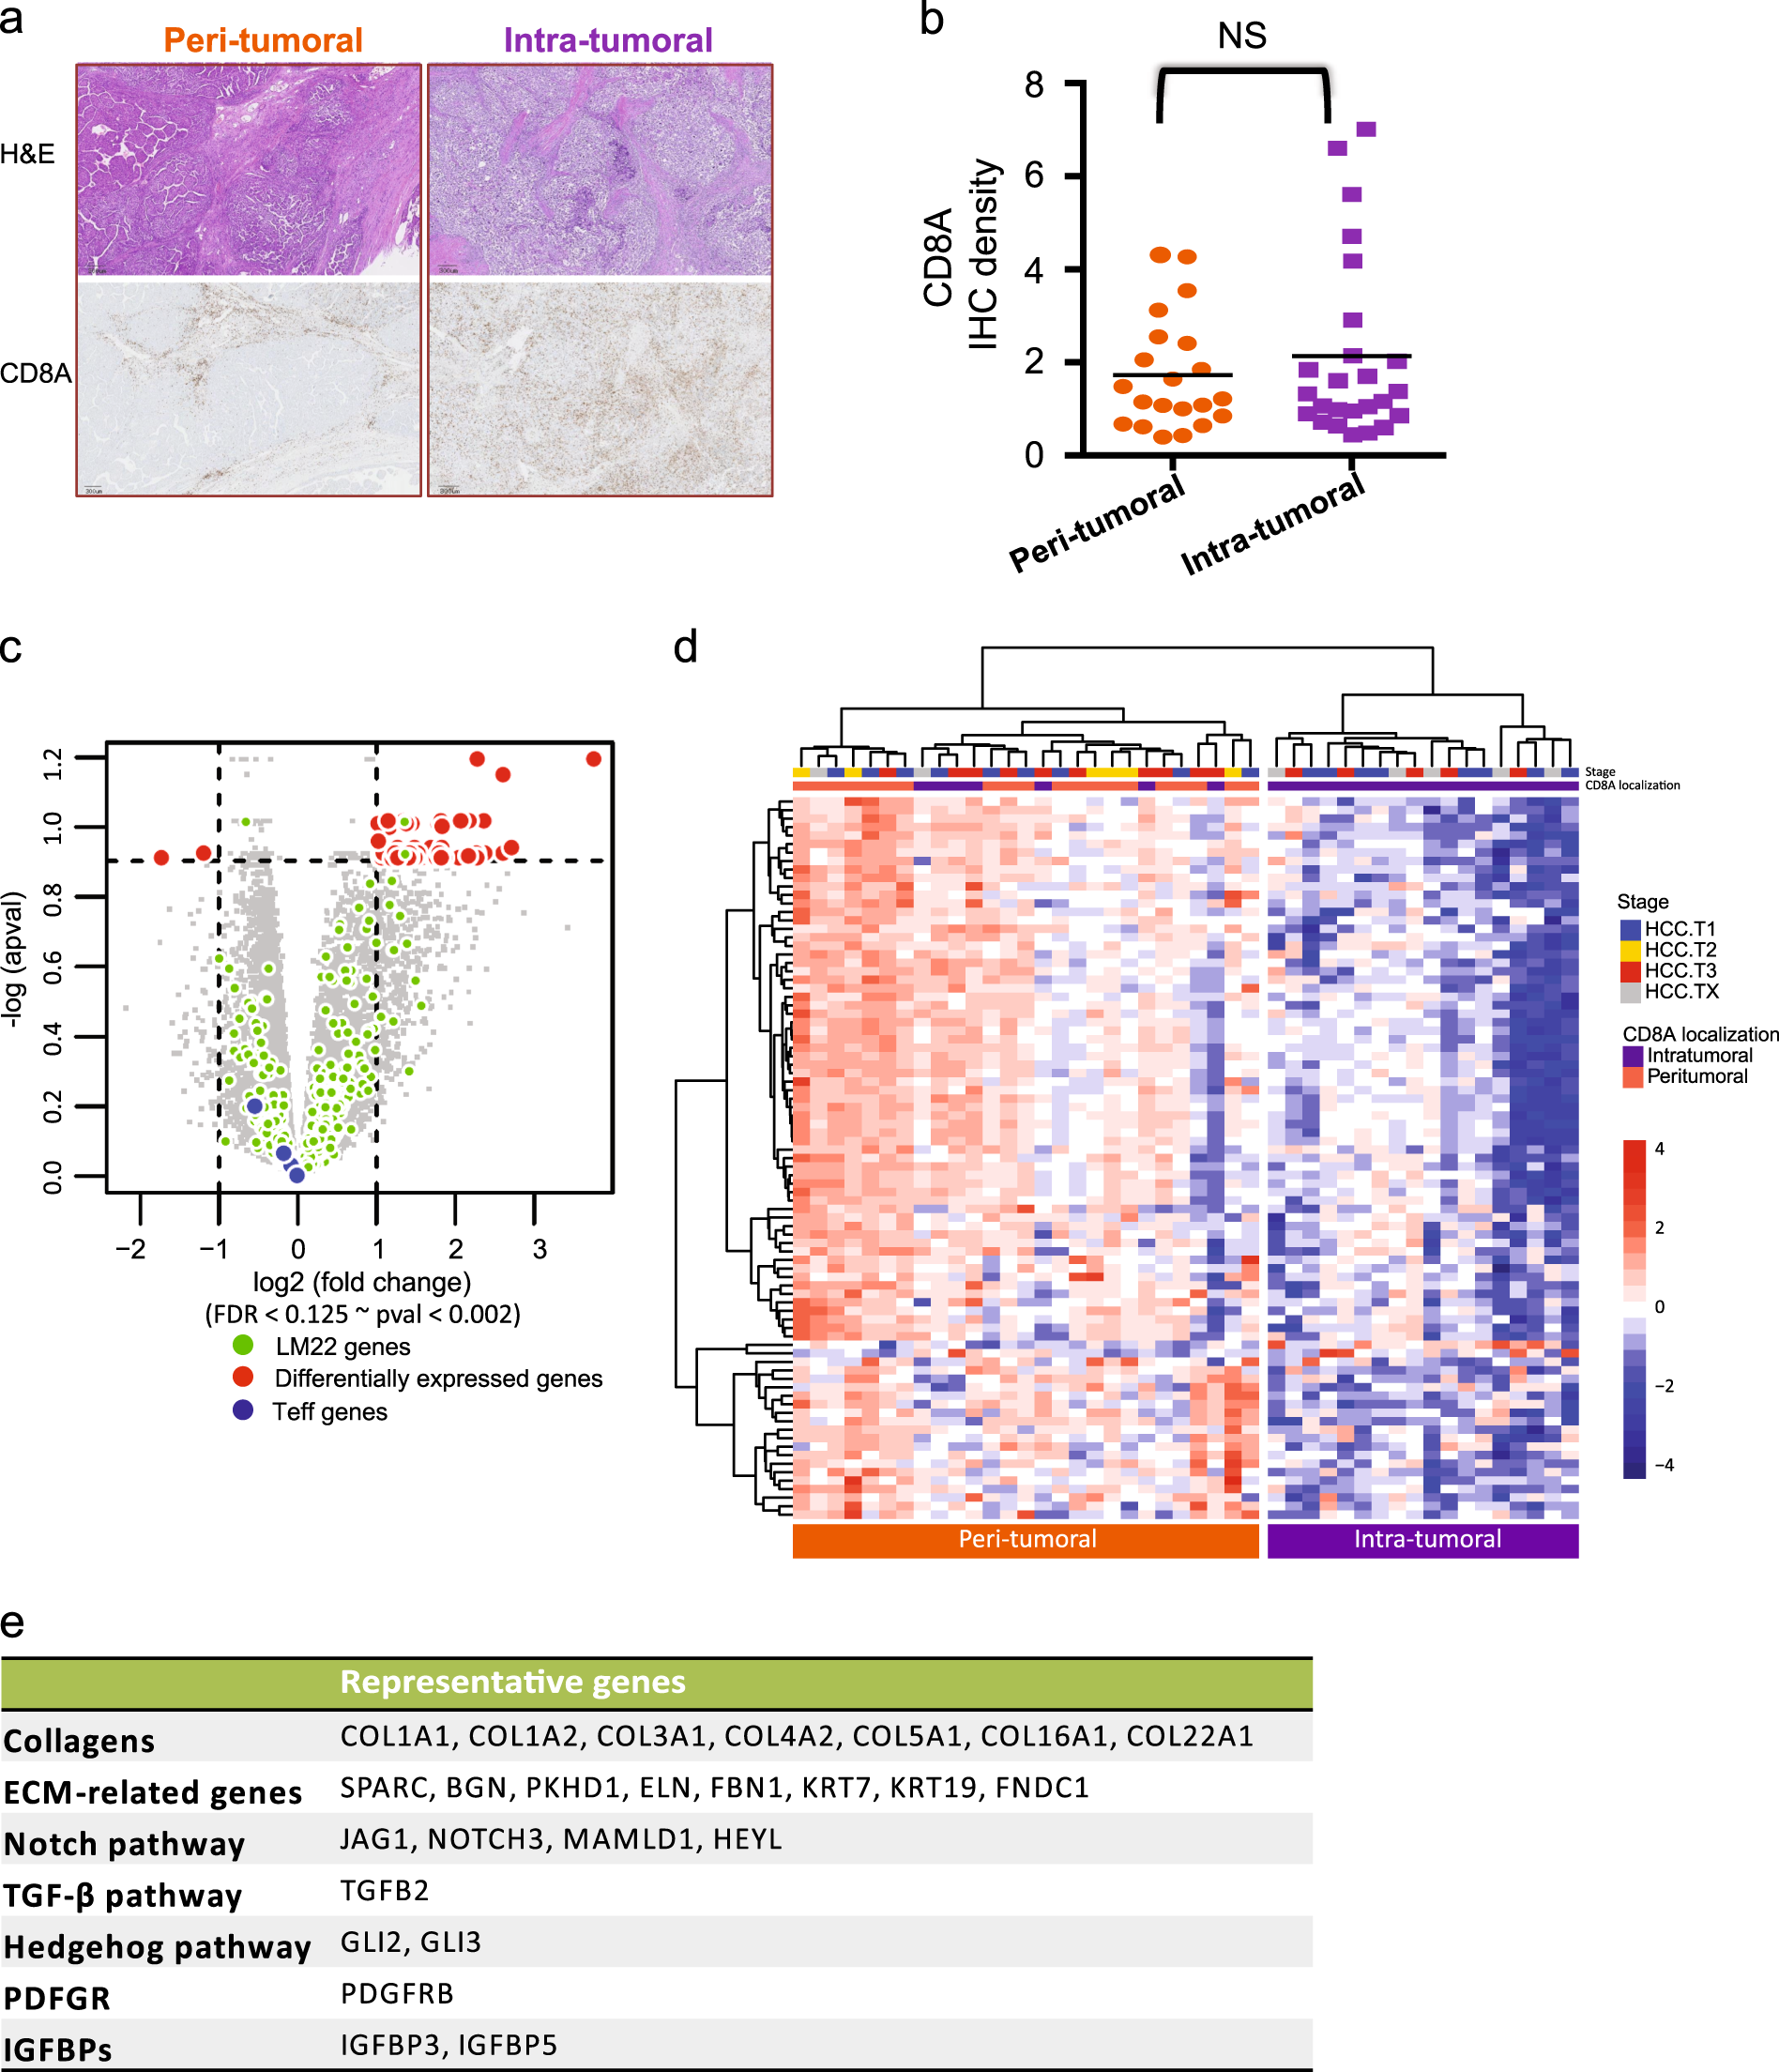 a
Peri-tumoral
Intra-tumoral
H&E
CD8A
b
NS
CD8A
IHC density
8
6
4
2
0
Peri-tumoral
Intra-tumoral
c
-log (apval)
1.2
1.0
0.8
0.6
0.4
0.2
0.0
−2
−1
0
1
2
3
log2 (fold change)
(FDR < 0.125 ~ pval < 0.002)
LM22 genes
Differentially expressed genes
Teff genes
d
Stage
CD8A localization
Stage
HCC.T1
HCC.T2
HCC.T3
HCC.TX
CD8A localization
Intratumoral
Peritumoral
4
2
0
−2
−4
Peri-tumoral
Intra-tumoral
e
Representative genes
Collagens COL1A1, COL1A2, COL3A1, COL4A2, COL5A1, COL16A1, COL22A1
ECM-related genes SPARC, BGN, PKHD1, ELN, FBN1, KRT7, KRT19, FNDC1
Notch pathway JAG1, NOTCH3, MAMLD1, HEYL
TGF-β pathway TGFB2
Hedgehog pathway GLI2, GLI3
PDFGR PDGFRB
IGFBPs IGFBP3, IGFBP5